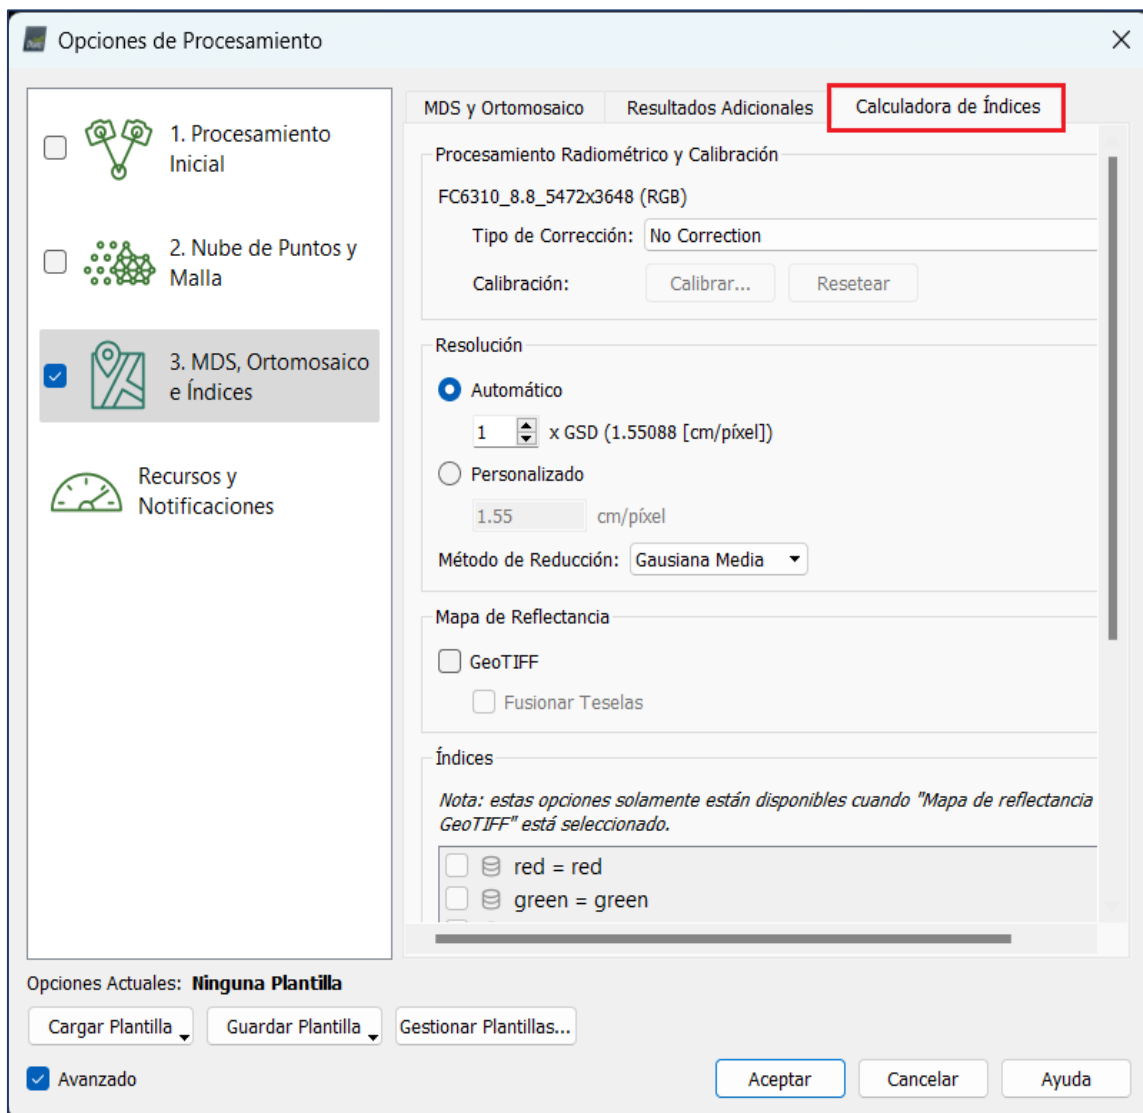 Opciones de Procesamiento
1. Procesamiento
Inicial
2. Nube de Puntos y
Malla
3. MDS, Ortomosaico
e Índices
Recursos y
Notificaciones
MDS y Ortomosaico
Resultados Adicionales
Calculadora de Índices
Procesamiento Radiométrico y Calibración
FC6310_8.8_5472x3648 (RGB)
Tipo de Corrección: No Correction
Calibración: Calibrar... Resetear
Resolución
Automático
1 x GSD (1.55088 [cm/píxel])
Personalizado
1.55 cm/píxel
Método de Reducción: Gausiana Media
Mapa de Reflectancia
GeoTIFF
Fusionar Teselas
Índices
Nota: estas opciones solamente están disponibles cuando "Mapa de reflectancia
GeoTIFF" está seleccionado.
red = red
green = green
Opciones Actuales: Ninguna Plantilla
Cargar Plantilla Guardar Plantilla Gestionar Plantillas...
Avanzado
Aceptar Cancelar Ayuda